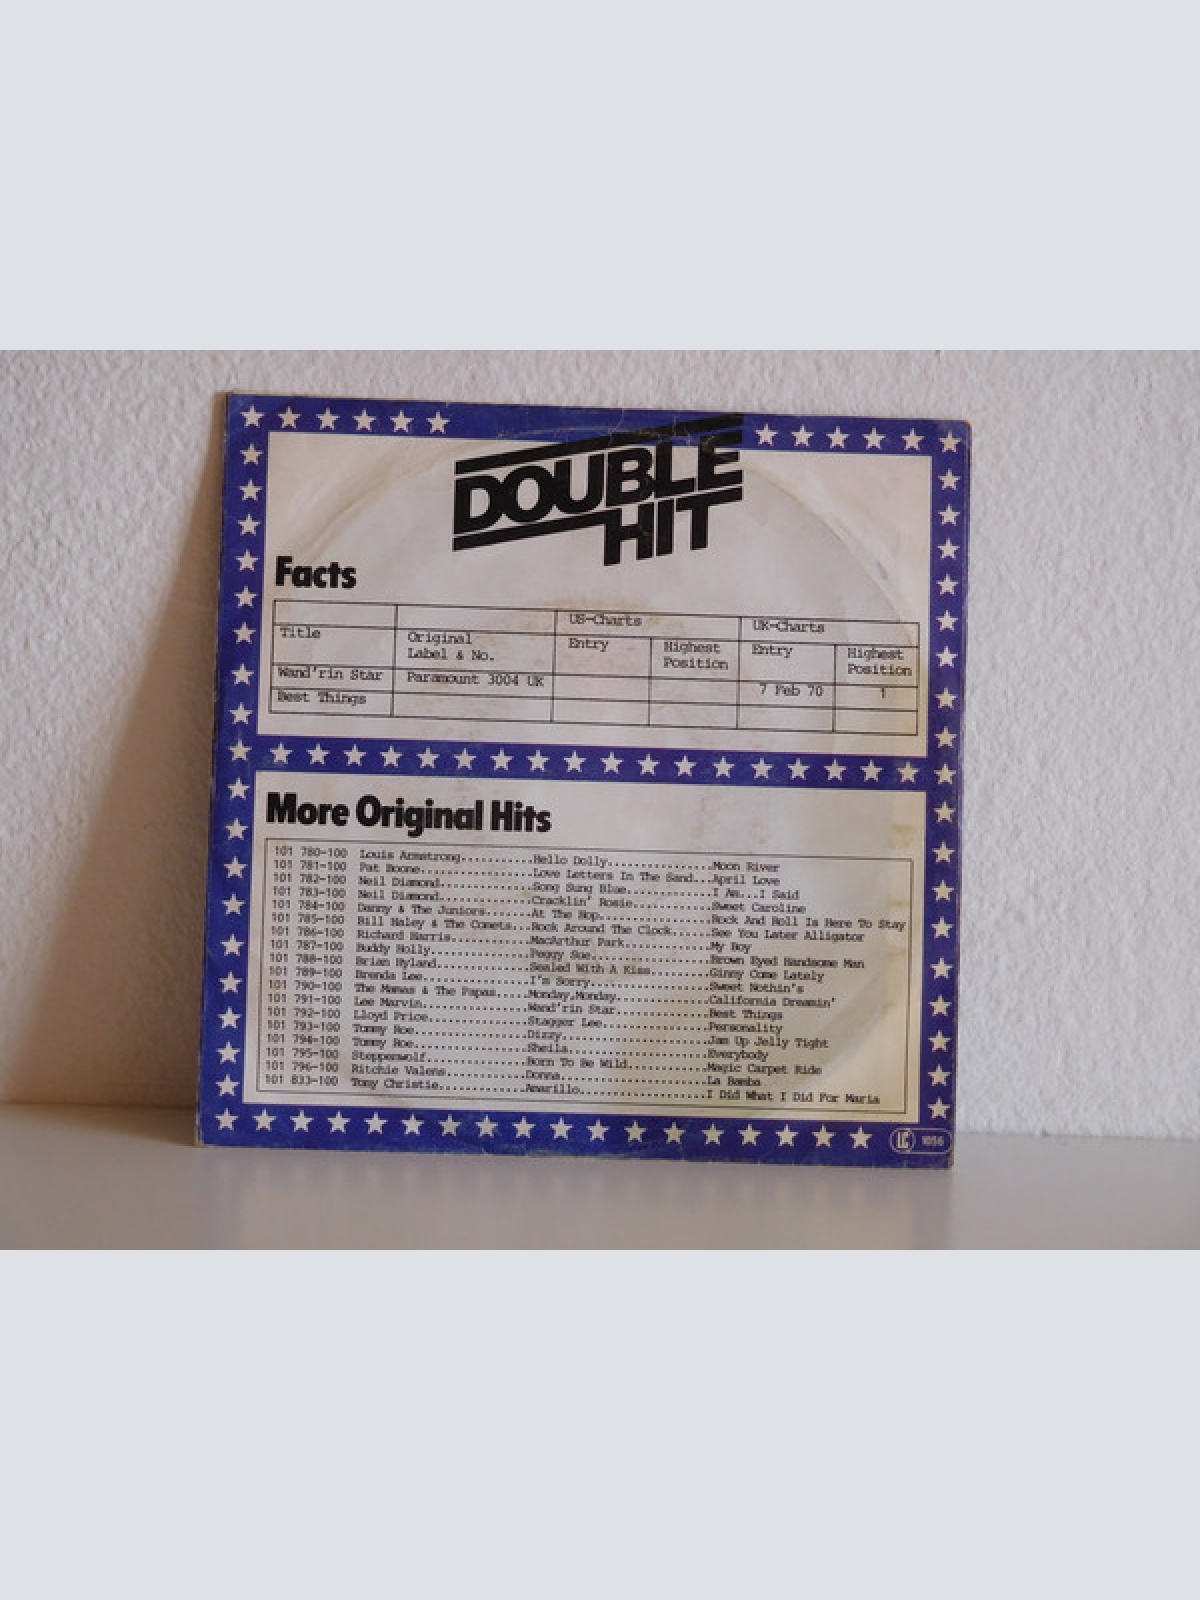 DOUBLE
HIT
Facts
US-Charts UK-Charts
Title Original Label & No. Entry Highest Position Entry Highest Position
Wand'rin Star Paramount 3004 UK 7 Feb 70 1
Best Things
More Original Hits
101 780-100 Louis Armstrong..........Hello Dolly...............Moon River
101 781-100 Pat Boone................Love Letters In The Sand...April Love
101 782-100 Neil Diamond.............Song Sung Blue............I Am...I Said
101 783-100 Neil Diamond.............Cracklin' Rosie...........Sweet Caroline
101 784-100 Danny & The Juniors......At The Hop................Rock And Roll Is Here To Stay
101 785-100 Bill Haley & The Comets...Rock Around The Clock......See You Later Alligator
101 786-100 Richard Harris...........MacArthur Park............My Boy
101 787-100 Buddy Holly..............Peggy Sue.................Brown Eyed Handsome Man
101 788-100 Brian Hyland.............Sealed With A Kiss........Ginny Come Lately
101 789-100 Brenda Lee...............I'm Sorry.................Sweet Nothin's
101 790-100 The Mamas & The Papas....Monday,Monday.............California Dreamin'
101 791-100 Lee Marvin...............Wand'rin Star.............Best Things
101 792-100 Lloyd Price..............Stagger Lee...............Personality
101 793-100 Tommy Roe................Dizzy.....................Jam Up Jelly Tight
101 794-100 Tommy Roe................Sheila....................Everybody
101 795-100 Steppenwolf..............Born To Be Wild...........Magic Carpet Ride
101 796-100 Ritchie Valens...........Donna.....................La Bamba
101 833-100 Tony Christie............Amarillo..................I Did What I Did For Maria
LC 1056